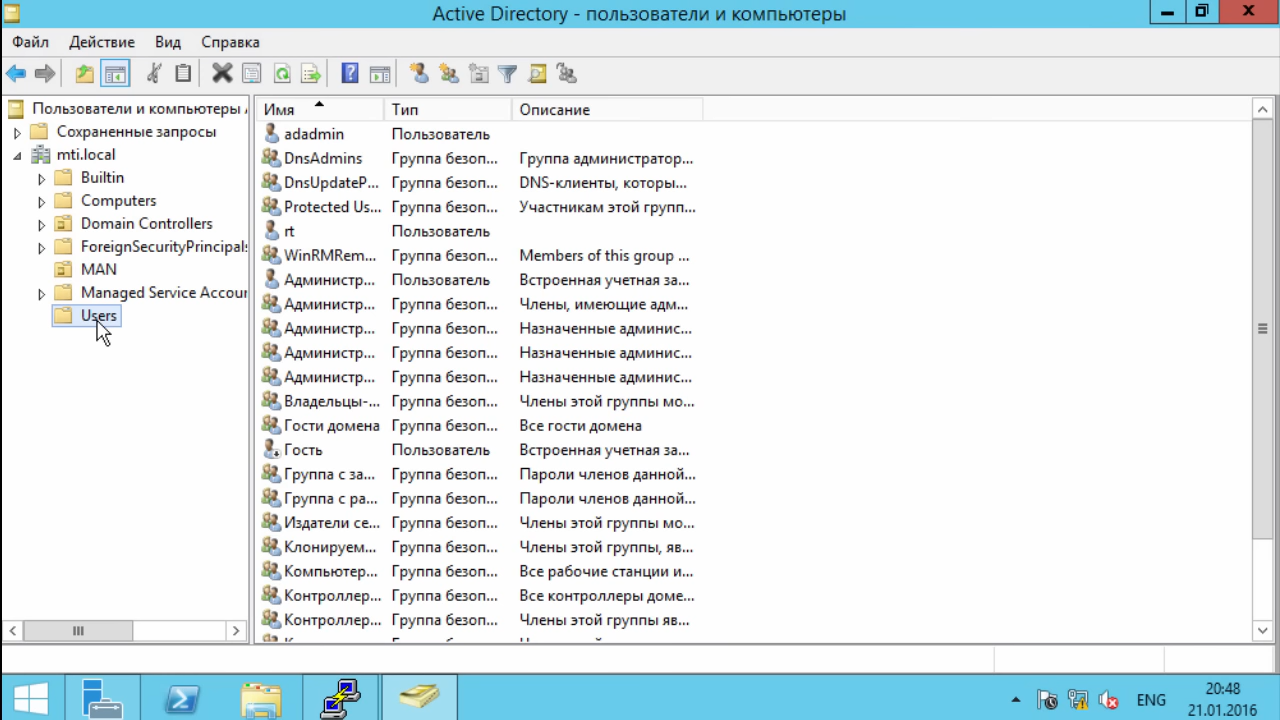 Active Directory - пользователи и компьютеры
Файл Действие Вид Справка
Пользователи и компьютеры
Сохраненные запросы
mti.local
Builtin
Computers
Domain Controllers
ForeignSecurityPrincipals
MAN
Managed Service Accour
Users
Имя Тип Описание
adadmin Пользователь
DnsAdmins Группа безоп... Группа администратор...
DnsUpdateP... Группа безоп... DNS-клиенты, которы...
Protected Us... Группа безоп... Участникам этой групп...
rt Пользователь
WinRMRem... Группа безоп... Members of this group ...
Администр... Пользователь Встроенная учетная за...
Администр... Группа безоп... Члены, имеющие адм...
Администр... Группа безоп... Назначенные админис...
Администр... Группа безоп... Назначенные админис...
Администр... Группа безоп... Назначенные админис...
Владельцы-... Группа безоп... Члены этой группы мо...
Гости домена Группа безоп... Все гости домена
Гость Пользователь Встроенная учетная за...
Группа с за... Группа безоп... Пароли членов данной...
Группа с ра... Группа безоп... Пароли членов данной...
Издатели се... Группа безоп... Члены этой группы мо...
Клонируем... Группа безоп... Члены этой группы, яв...
Компьютер... Группа безоп... Все рабочие станции и...
Контроллер... Группа безоп... Все контроллеры доме...
Контроллер... Группа безоп... Члены этой группы яв...
ENG
20:48
21.01.2016